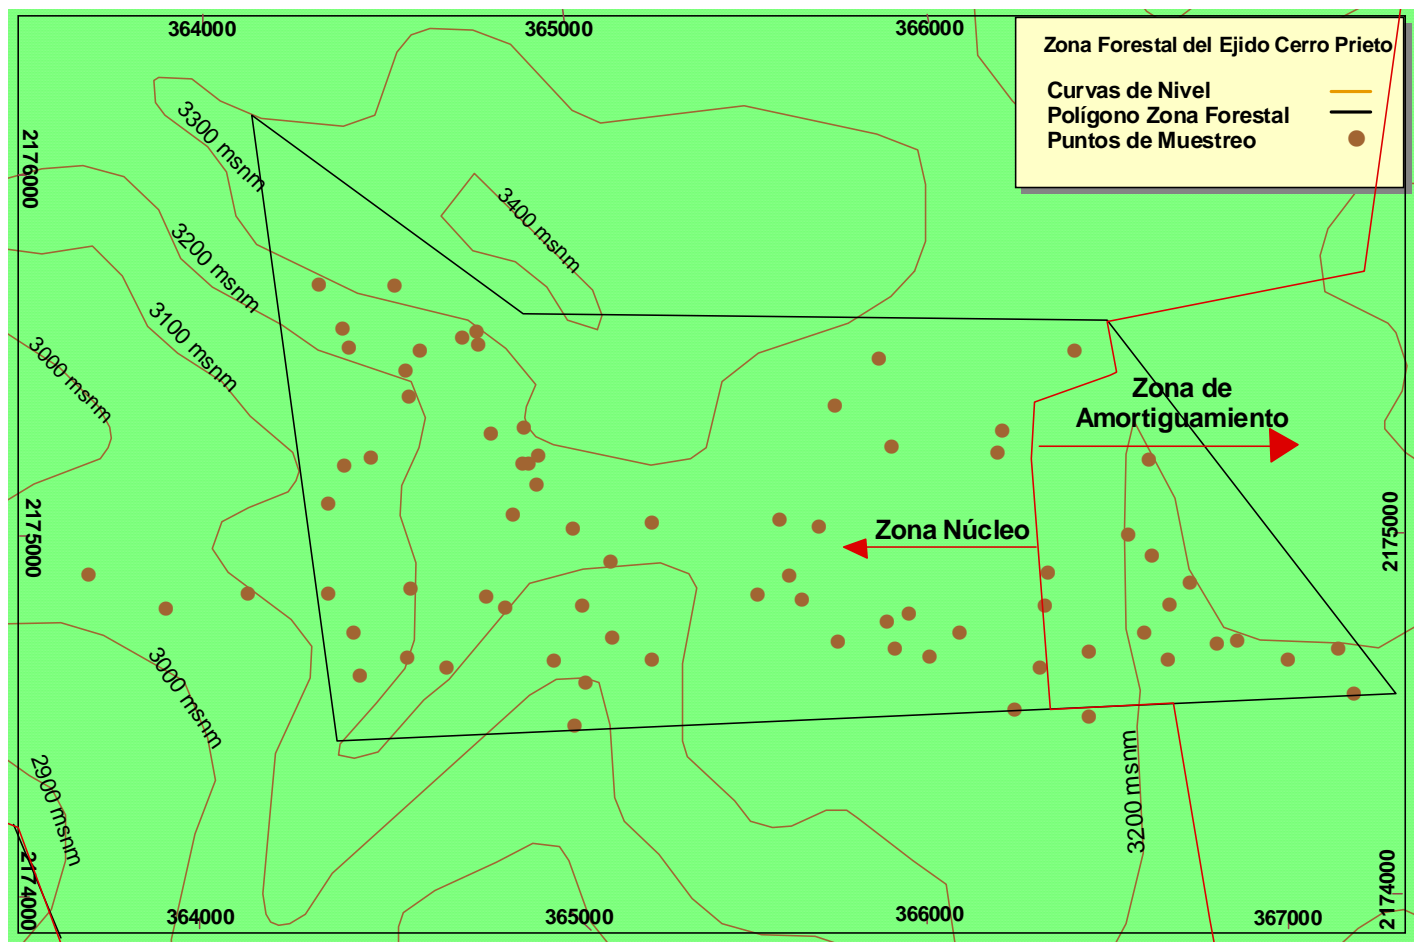 364000
365000
366000
Zona Forestal del Ejido Cerro Prieto
Curvas de Nivel
Polígono Zona Forestal
Puntos de Muestreo
2176000
3300 msnm
3400 msnm
3200 msnm
3100 msnm
3000 msnm
Zona de
Amortiguamiento
Zona Núcleo
2175000
2175000
3000 msnm
2900 msnm
3200 msnm
2174000
2174000
364000
365000
366000
367000